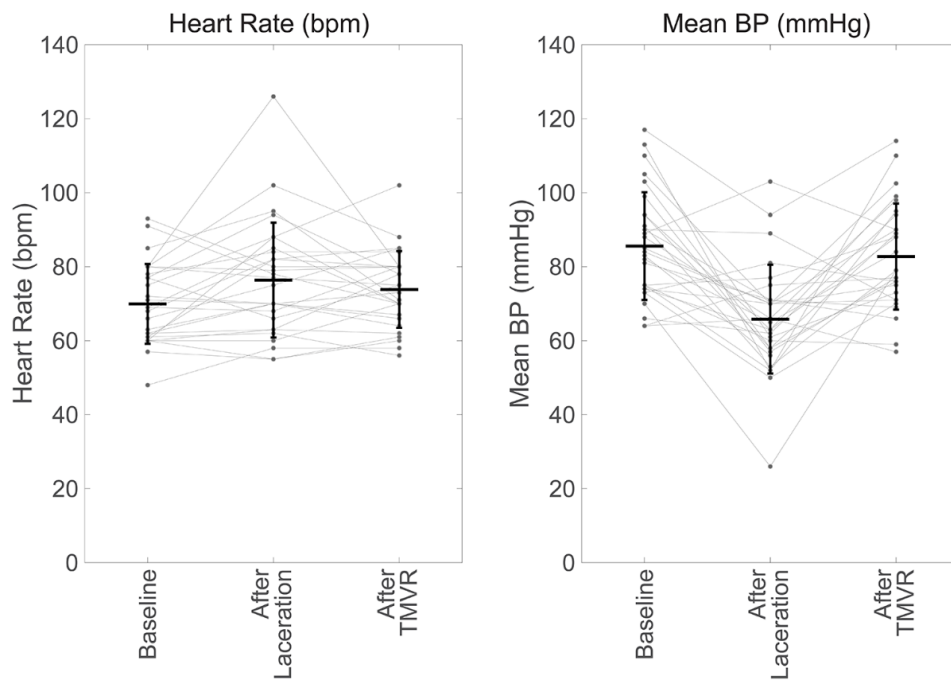 Heart Rate (bpm)
Heart Rate (bpm)
140
120
100
80
60
40
20
0
Baseline
After
Laceration
After
TMVR
Mean BP (mmHg)
Mean BP (mmHg)
140
120
100
80
60
40
20
0
Baseline
After
Laceration
After
TMVR